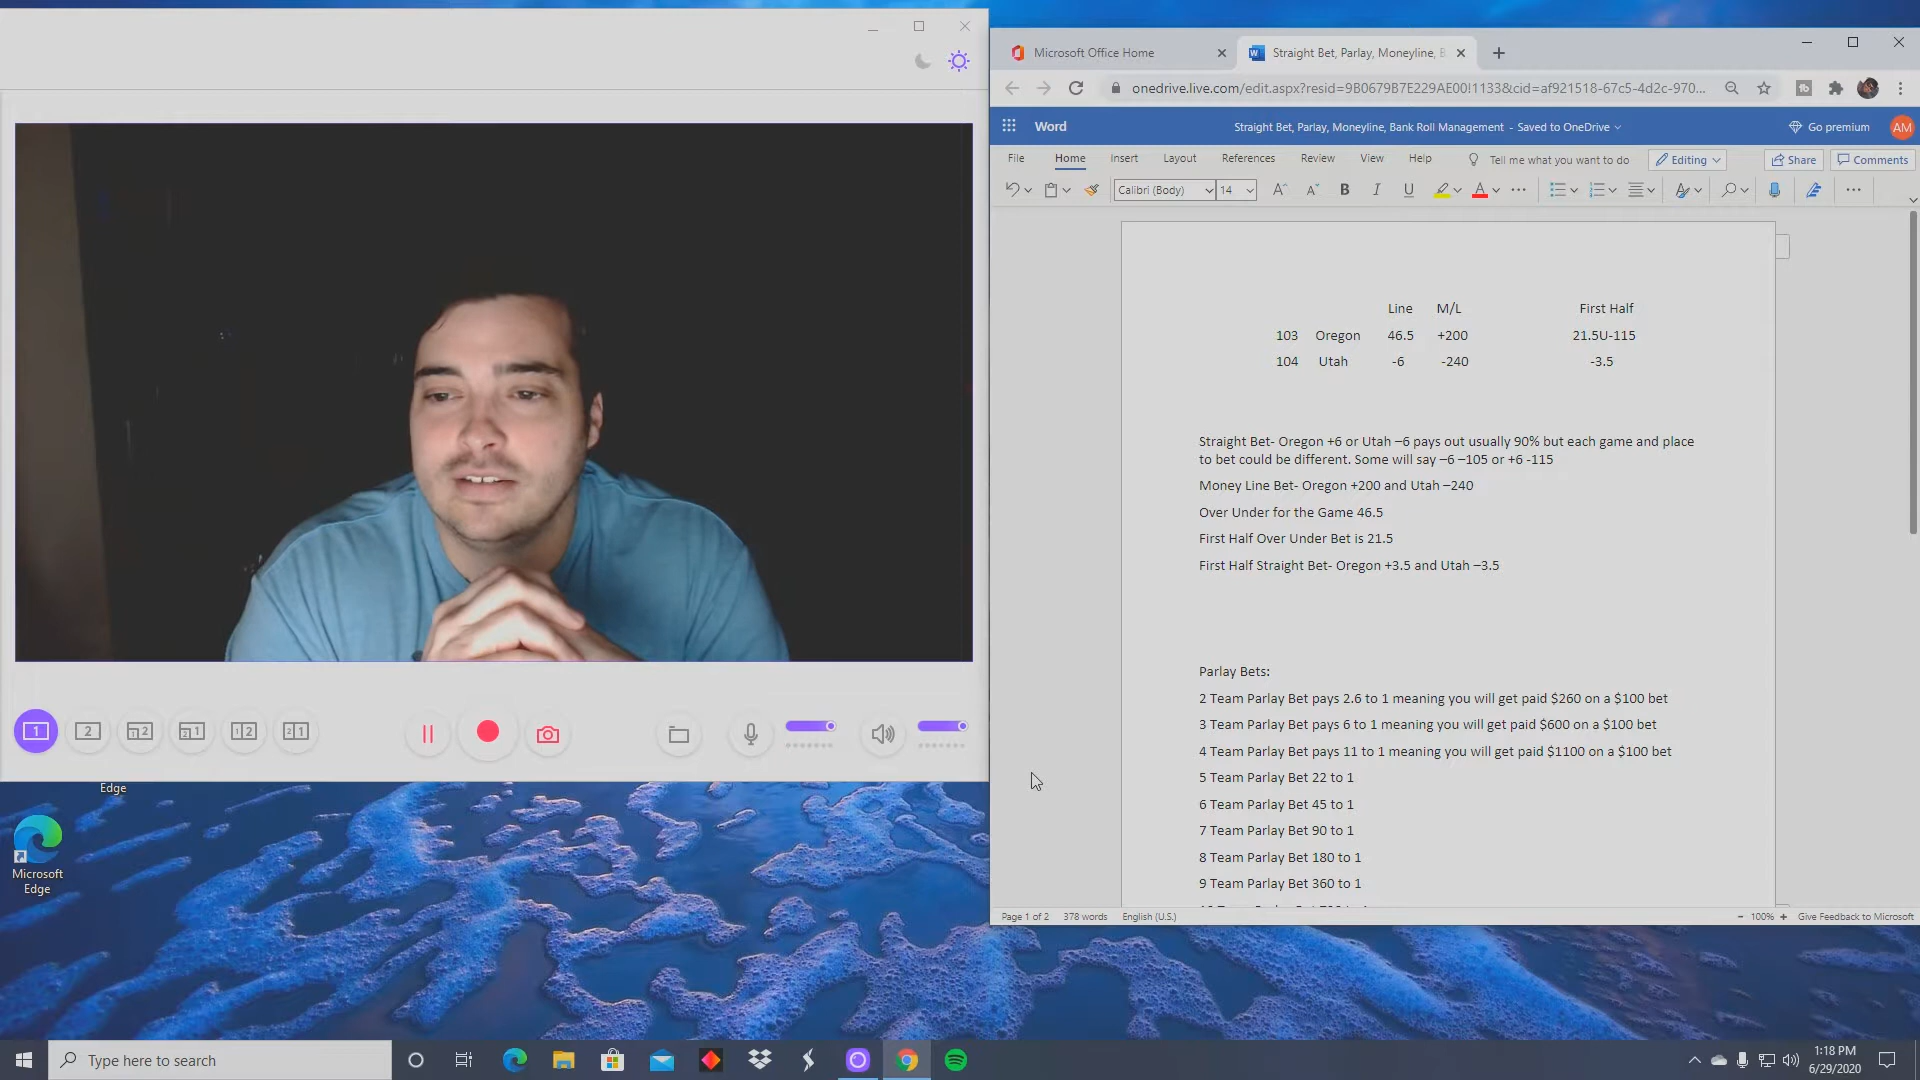 Microsoft Office Home
Straight Bet, Parlay, Moneyline, B
onedrive.live.com/edit.aspx?resid=9B0679B7E229AE00!1133&cid=af921518-67c5-4d2c-970...
Word
Straight Bet, Parlay, Moneyline, Bank Roll Management - Saved to OneDrive
Go premium
AM
File Home Insert Layout References Review View Help Tell me what you want to do Editing Share Comments
Calibri (Body) 14 B I U A
Line M/L First Half
103 Oregon 46.5 +200 21.5U-115
104 Utah -6 -240 -3.5
Straight Bet- Oregon +6 or Utah –6 pays out usually 90% but each game and place
to bet could be different. Some will say –6 –105 or +6 -115
Money Line Bet- Oregon +200 and Utah –240
Over Under for the Game 46.5
First Half Over Under Bet is 21.5
First Half Straight Bet- Oregon +3.5 and Utah –3.5
Parlay Bets:
2 Team Parlay Bet pays 2.6 to 1 meaning you will get paid $260 on a $100 bet
3 Team Parlay Bet pays 6 to 1 meaning you will get paid $600 on a $100 bet
4 Team Parlay Bet pays 11 to 1 meaning you will get paid $1100 on a $100 bet
5 Team Parlay Bet 22 to 1
6 Team Parlay Bet 45 to 1
7 Team Parlay Bet 90 to 1
8 Team Parlay Bet 180 to 1
9 Team Parlay Bet 360 to 1
Page 1 of 2 378 words English (U.S.) 100% Give Feedback to Microsoft
1 2 12 21 12 21
Edge
Microsoft
Edge
Type here to search
1:18 PM
6/29/2020